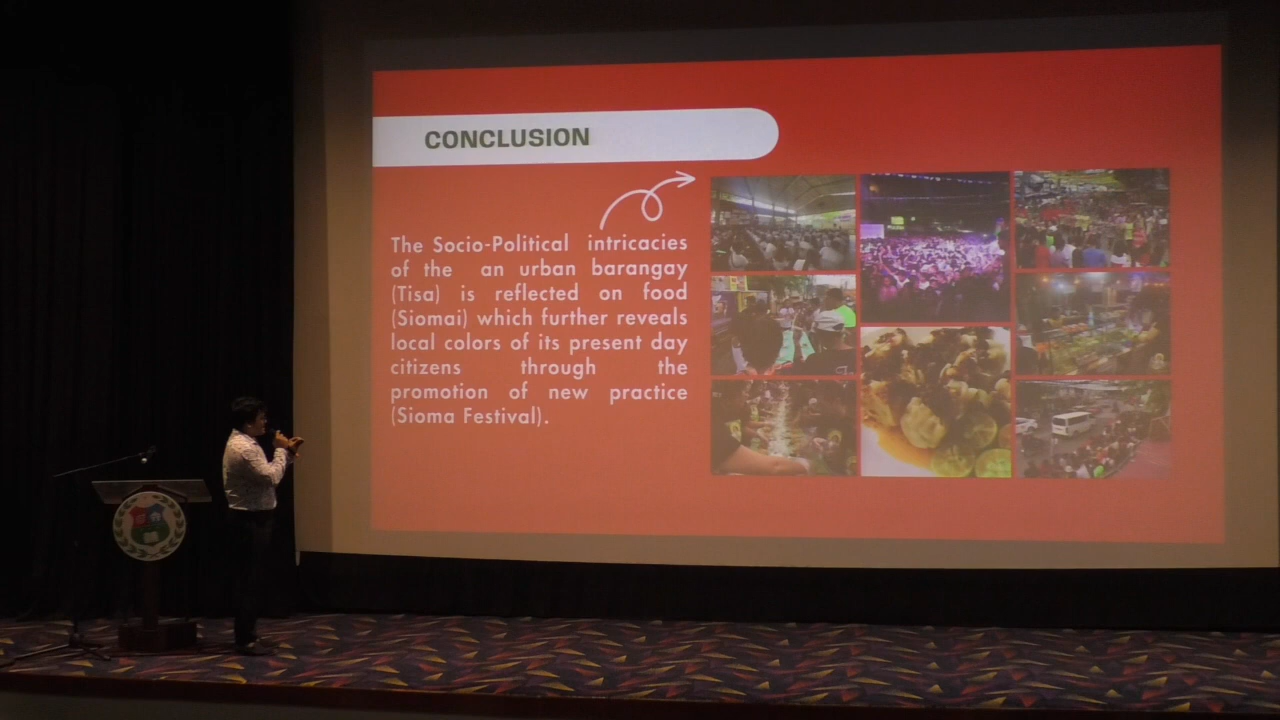 CONCLUSION
The Socio-Political intricacies
of the an urban barangay
(Tisa) is reflected on food
(Siomai) which further reveals
local colors of its present day
citizens through the
promotion of new practice
(Sioma Festival).